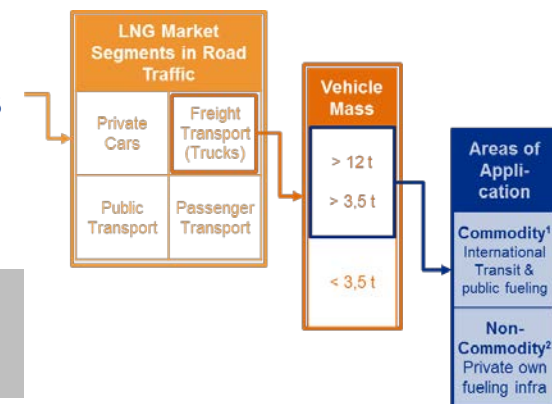 LNG Market
Segments in Road
Traffic
Private
Cars
Freight
Transport
(Trucks)
Public
Transport
Passenger
Transport
Vehicle
Mass
> 12 t
> 3,5 t
< 3,5 t
Areas of
Appli-
cation
Commodity¹
International
Transit &
public fueling
Non-
Commodity²
Private own
fueling infra